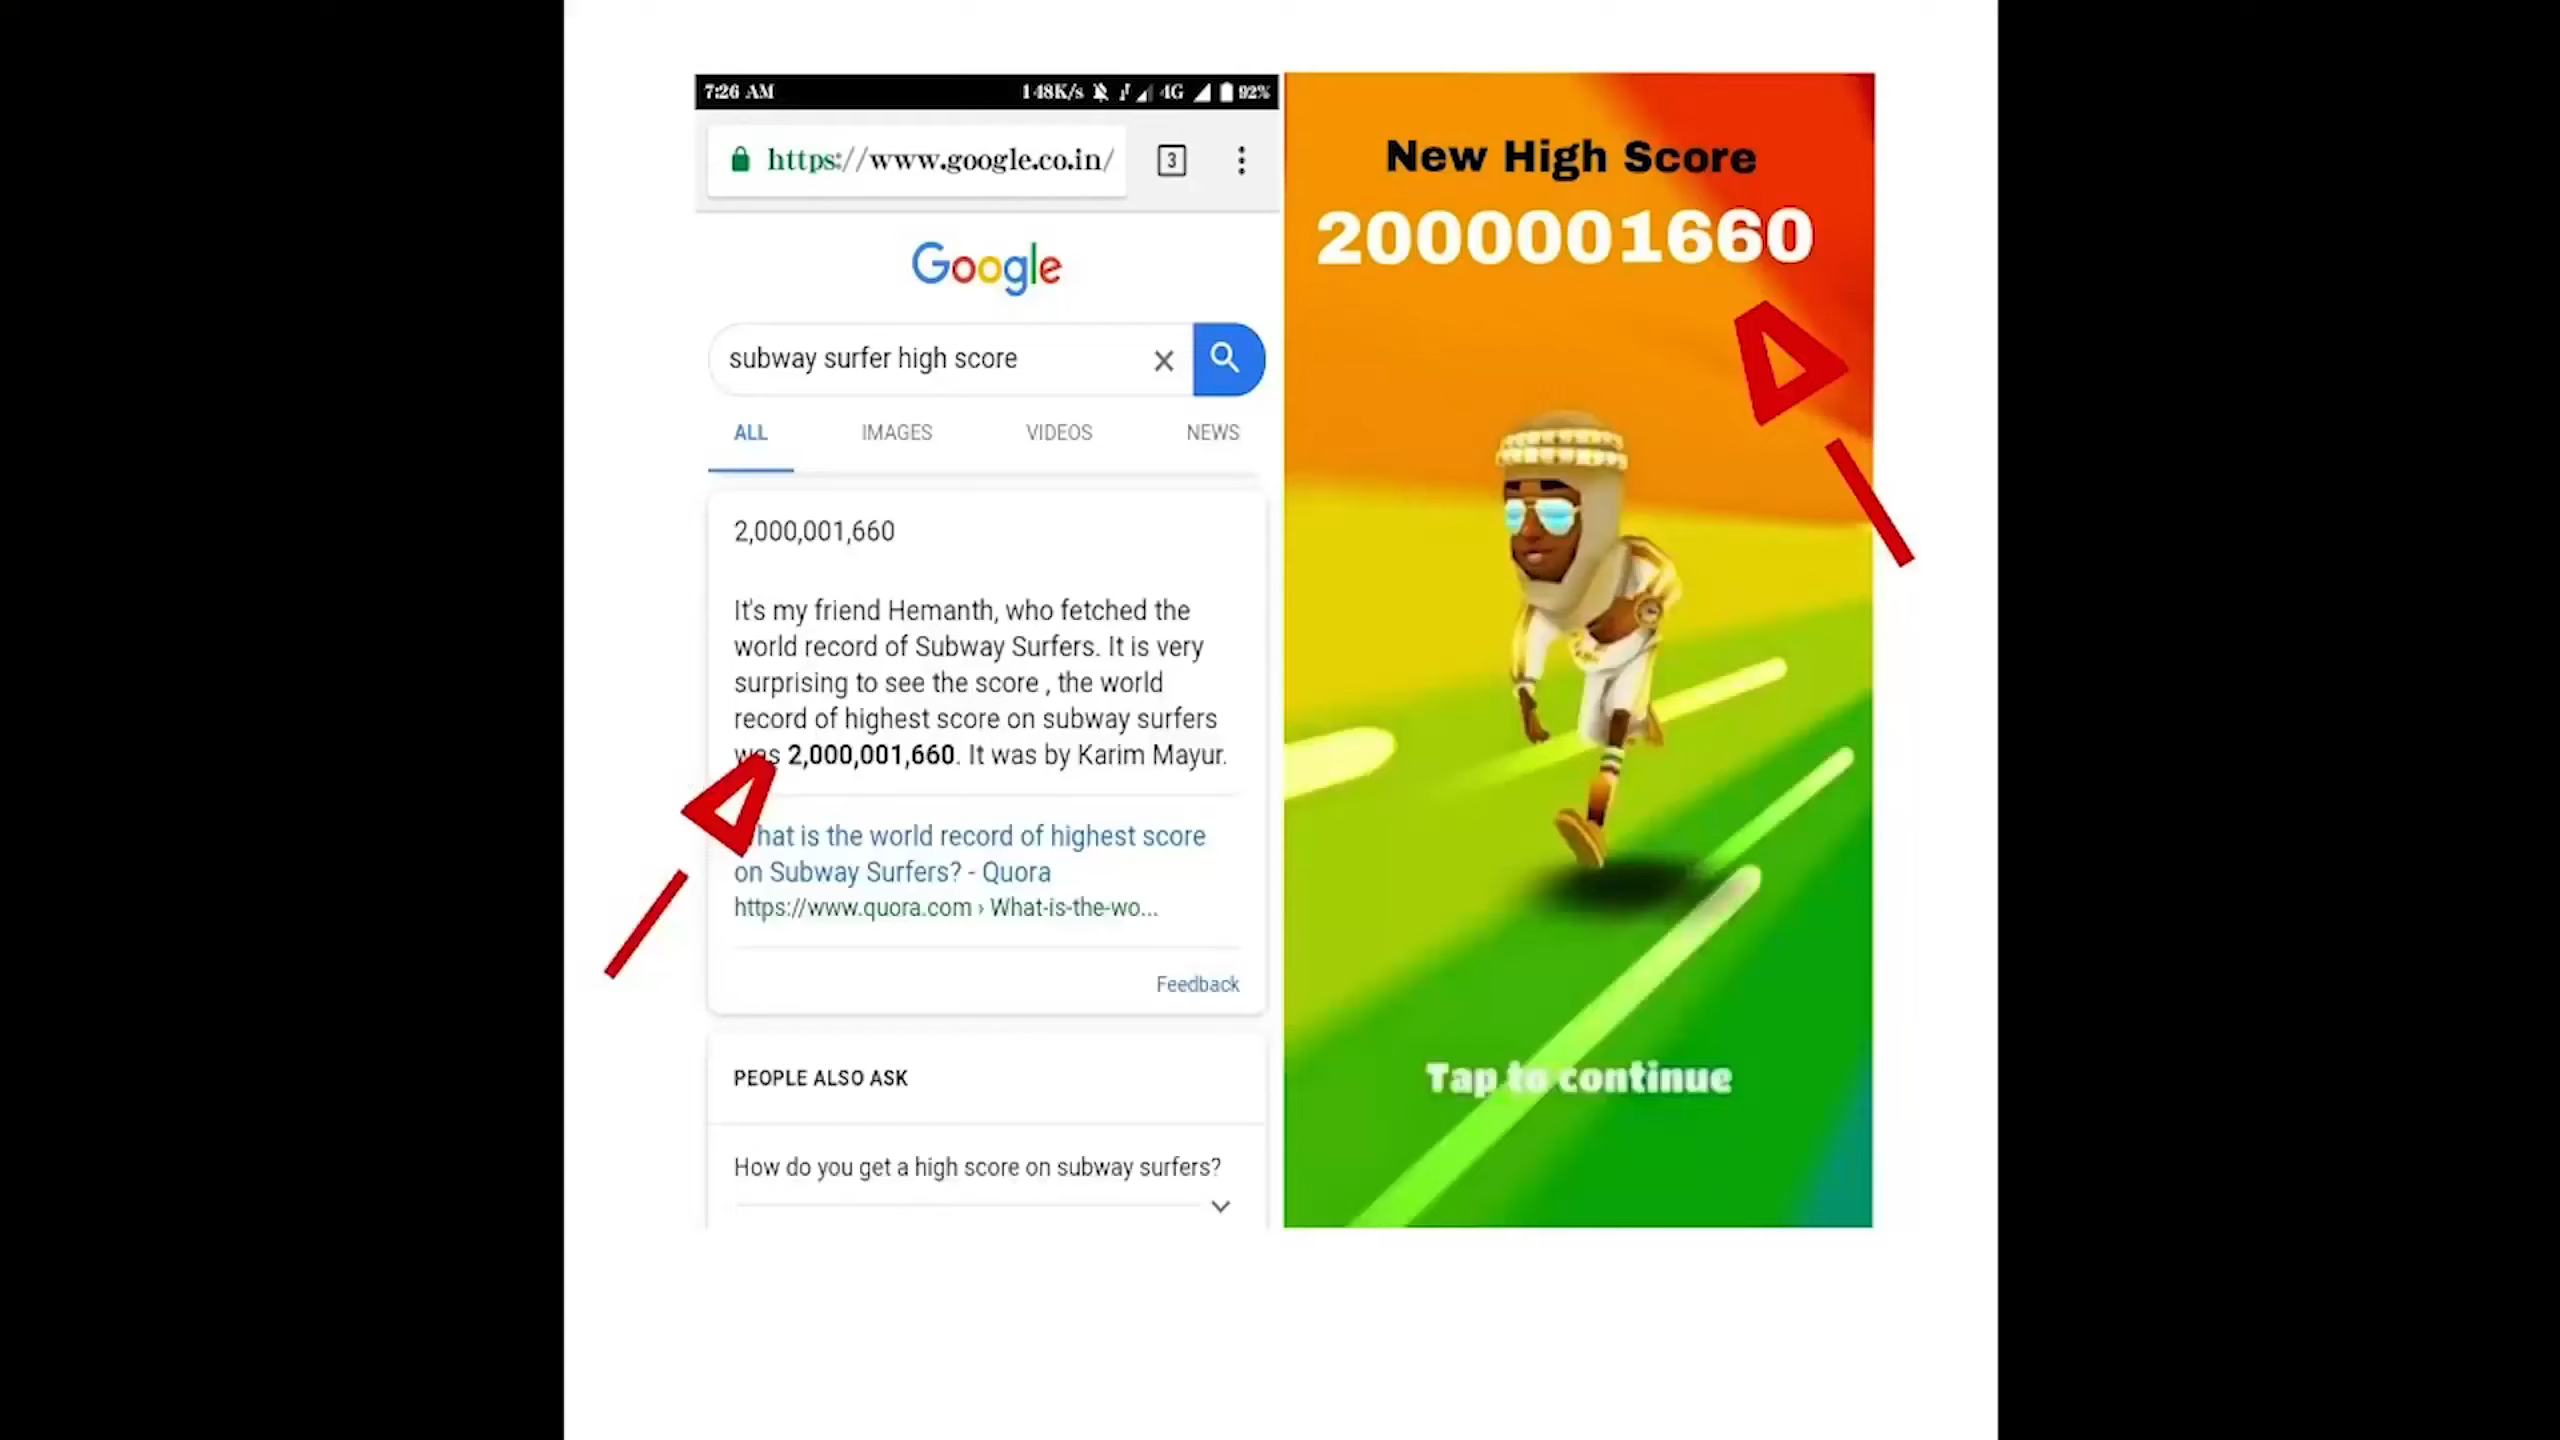 7:26 AM
148K/s 4G 92%
https://www.google.co.in/
3
Google
subway surfer high score
ALL IMAGES VIDEOS NEWS
2,000,001,660
It's my friend Hemanth, who fetched the
world record of Subway Surfers. It is very
surprising to see the score , the world
record of highest score on subway surfers
was 2,000,001,660. It was by Karim Mayur.
What is the world record of highest score
on Subway Surfers? - Quora
https://www.quora.com › What-is-the-wo...
Feedback
PEOPLE ALSO ASK
How do you get a high score on subway surfers?
New High Score
2000001660
Tap to continue